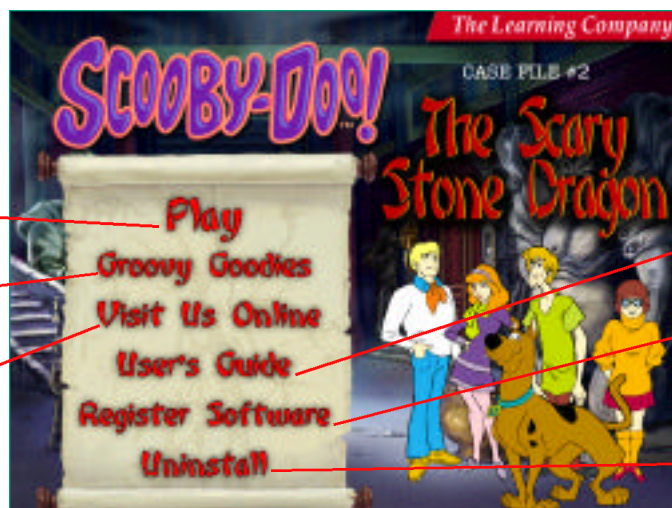 The Learning Company
SCOOBY-DOO!™
CASE FILE #2
The Scary
Stone Dragon
Play
Groovy Goodies
Visit Us Online
User's Guide
Register Software
Uninstall